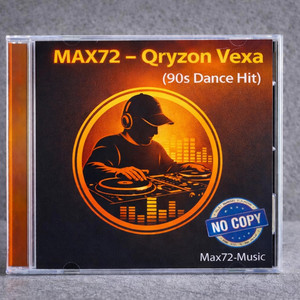 MAX72 – Qryzon Vexa
(90s Dance Hit)
NO COPY
Max72-Music